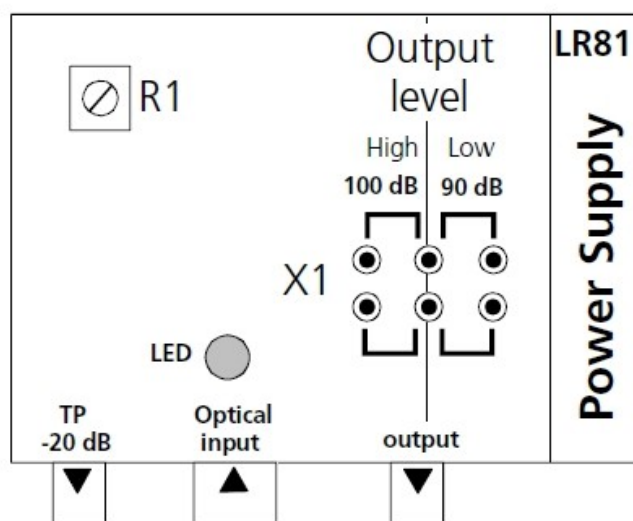 Output
level
LR81
R1
High Low
100 dB 90 dB
X1
Power Supply
LED
TP
-20 dB
Optical
input
output